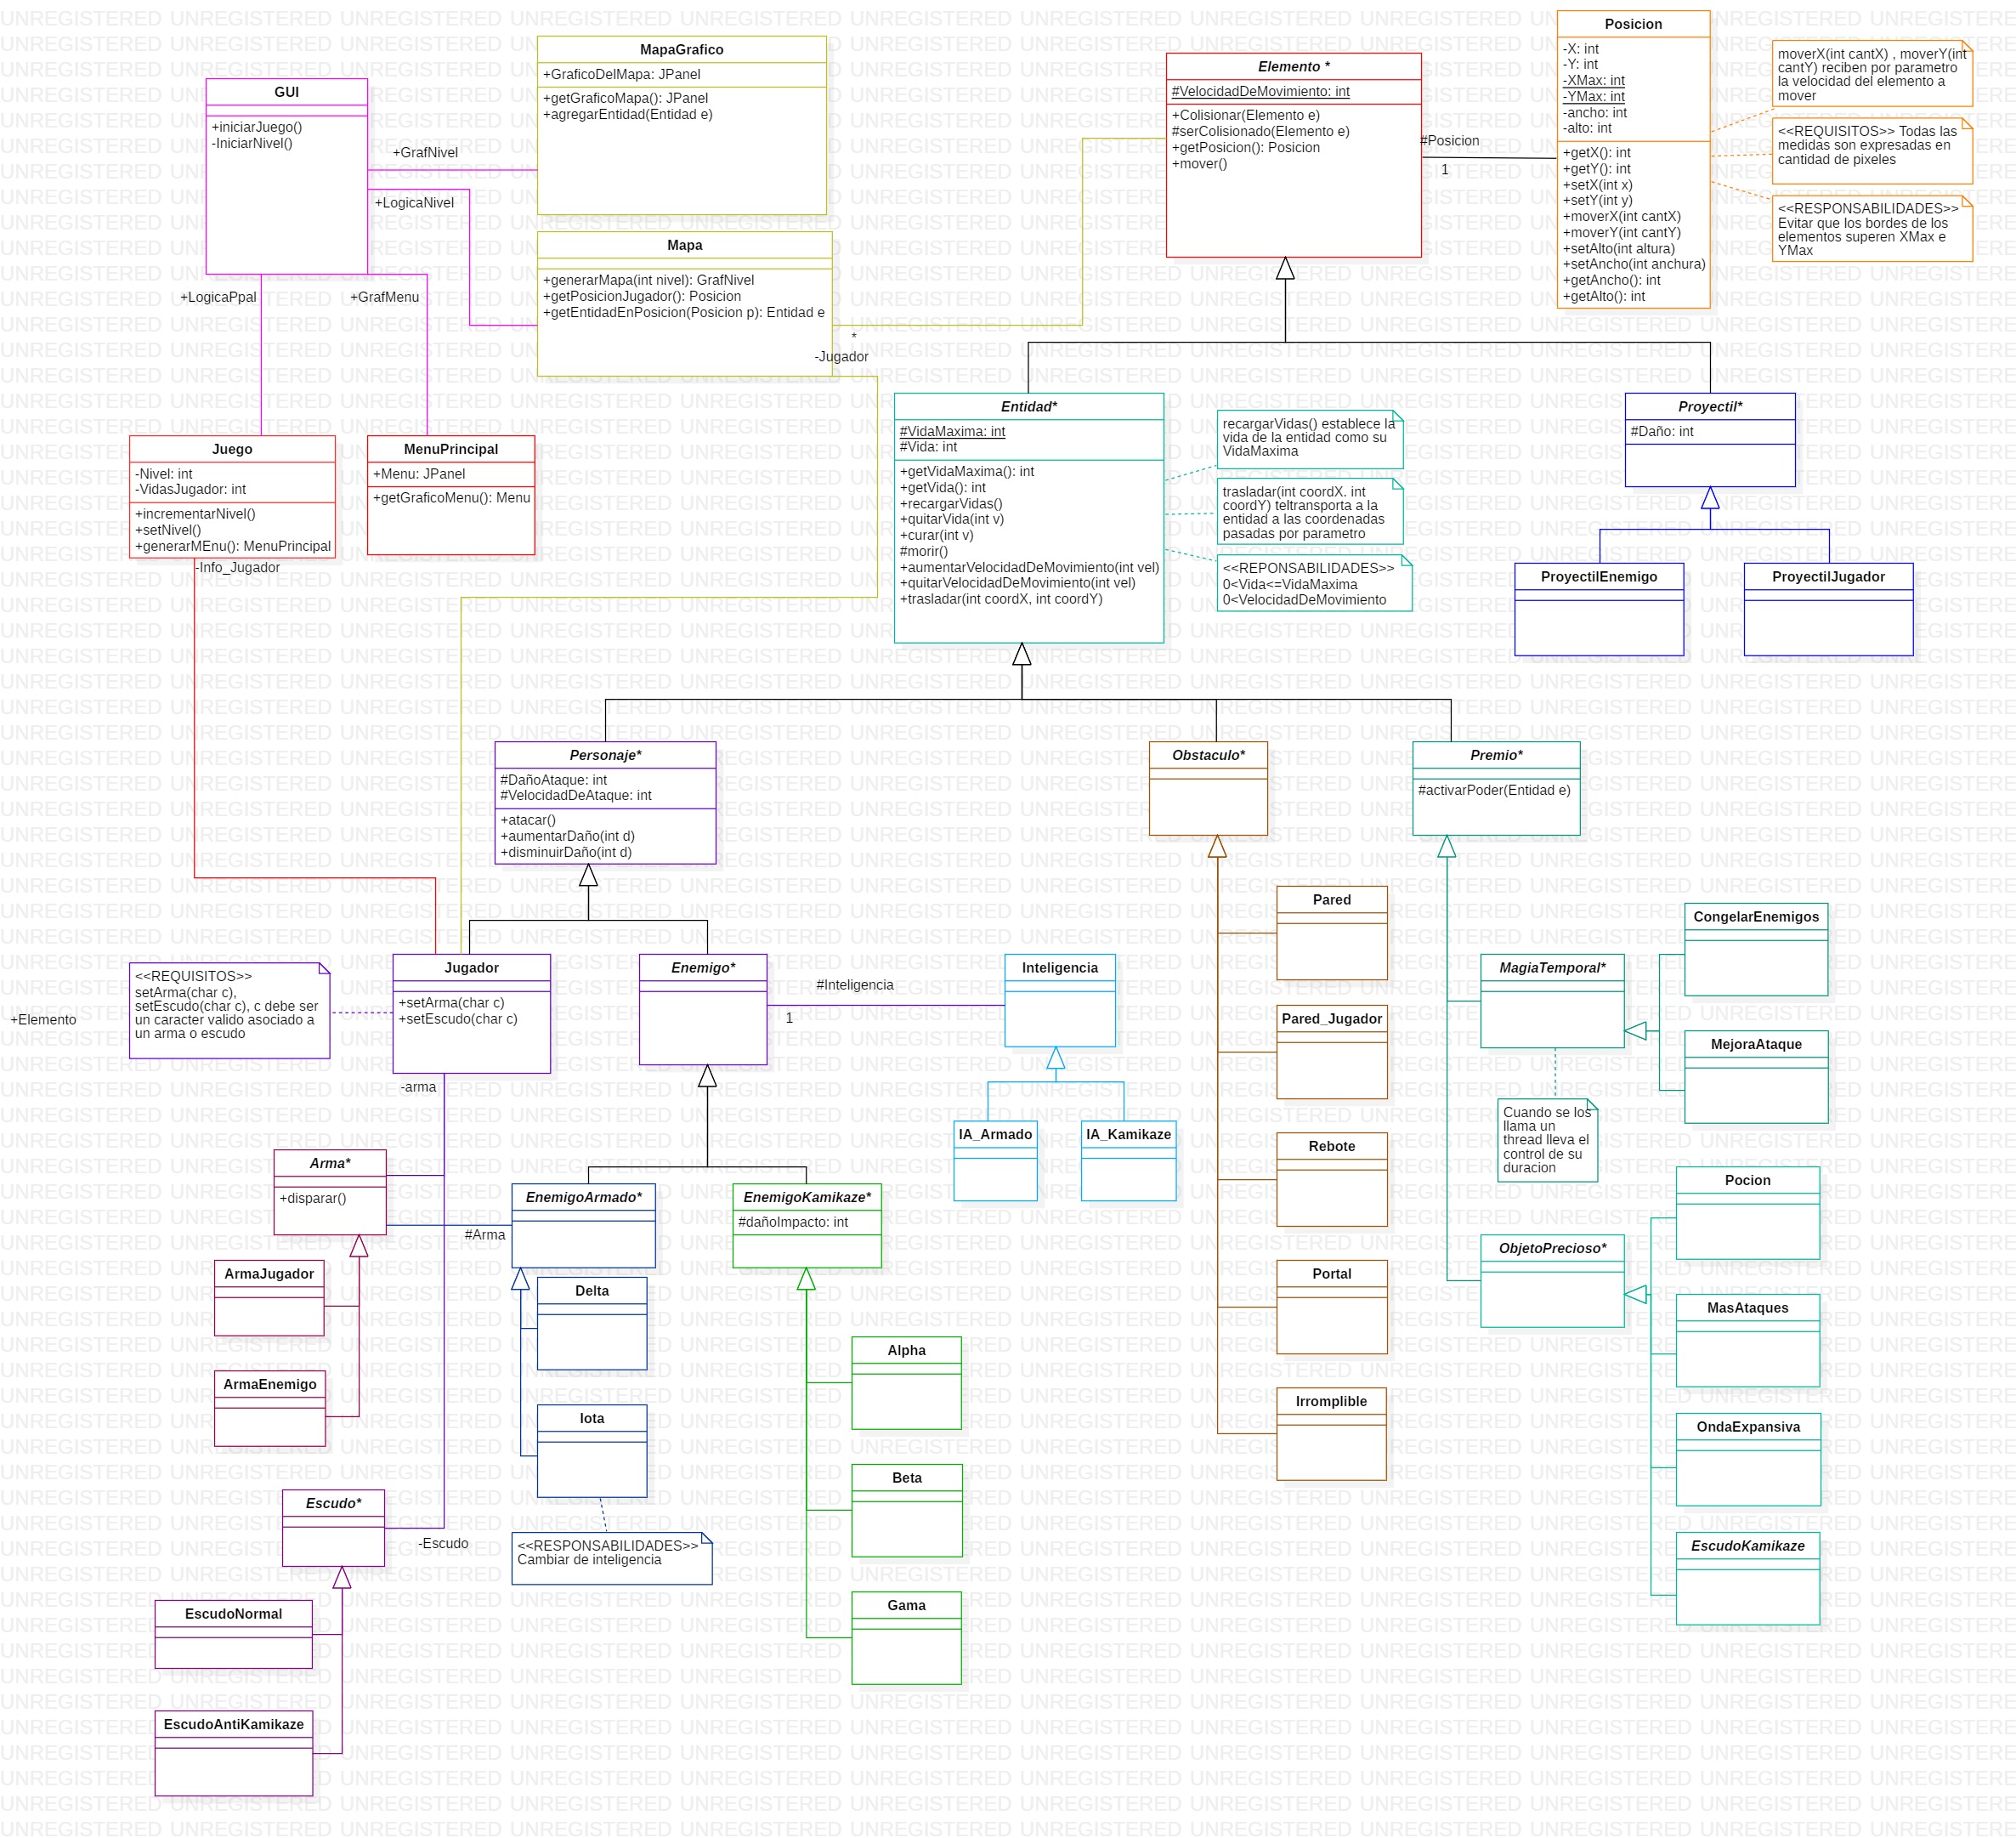 GUI
+iniciarJuego()
-IniciarNivel()
+GrafNivel
+LogicaNivel
+LogicaPpal
+GrafMenu
MapaGrafico
+GraficoDelMapa: JPanel
+getGraficoMapa(): JPanel
+agregarEntidad(Entidad e)
Mapa
+generarMapa(int nivel): GrafNivel
+getPosicionJugador(): Posicion
+getEntidadEnPosicion(Posicion p): Entidad e
*
-Jugador
Elemento *
#VelocidadDeMovimiento: int
+Colisionar(Elemento e)
#serColisionado(Elemento e)
+getPosicion(): Posicion
+mover()
#Posicion
1
Posicion
-X: int
-Y: int
-XMax: int
-YMax: int
-ancho: int
-alto: int
+getX(): int
+getY(): int
+setX(int x)
+setY(int y)
+moverX(int cantX)
+moverY(int cantY)
+setAlto(int altura)
+setAncho(int anchura)
+getAncho(): int
+getAlto(): int
moverX(int cantX) , moverY(int
cantY) reciben por parametro
la velocidad del elemento a
mover
<<REQUISITOS>> Todas las
medidas son expresadas en
cantidad de pixeles
<<RESPONSABILIDADES>>
Evitar que los bordes de los
elementos superen XMax e
YMax
Juego
-Nivel: int
-VidasJugador: int
+incrementarNivel()
+setNivel()
+generarMEnu(): MenuPrincipal
-Info_Jugador
MenuPrincipal
+Menu: JPanel
+getGraficoMenu(): Menu
Entidad*
#VidaMaxima: int
#Vida: int
+getVidaMaxima(): int
+getVida(): int
+recargarVidas()
+quitarVida(int v)
+curar(int v)
#morir()
+aumentarVelocidadDeMovimiento(int vel)
+quitarVelocidadDeMovimiento(int vel)
+trasladar(int coordX, int coordY)
recargarVidas() establece la
vida de la entidad como su
VidaMaxima
trasladar(int coordX. int
coordY) teltransporta a la
entidad a las coordenadas
pasadas por parametro
<<REPONSABILIDADES>>
0<Vida<=VidaMaxima
0<VelocidadDeMovimiento
Proyectil*
#Daño: int
ProyectilEnemigo
ProyectilJugador
Personaje*
#DañoAtaque: int
#VelocidadDeAtaque: int
+atacar()
+aumentarDaño(int d)
+disminuirDaño(int d)
Obstaculo*
Premio*
#activarPoder(Entidad e)
+Elemento
<<REQUISITOS>>
setArma(char c),
setEscudo(char c), c debe ser
un caracter valido asociado a
un arma o escudo
Jugador
+setArma(char c)
+setEscudo(char c)
-arma
Enemigo*
#Inteligencia
1
Inteligencia
IA_Armado
IA_Kamikaze
Pared
Pared_Jugador
Rebote
Portal
Irromplible
MagiaTemporal*
CongelarEnemigos
MejoraAtaque
Cuando se los
llama un
thread lleva el
control de su
duracion
ObjetoPrecioso*
Pocion
MasAtaques
OndaExpansiva
EscudoKamikaze
Arma*
+disparar()
#Arma
ArmaJugador
ArmaEnemigo
EnemigoArmado*
EnemigoKamikaze*
#dañoImpacto: int
Delta
Iota
<<RESPONSABILIDADES>>
Cambiar de inteligencia
Alpha
Beta
Gama
Escudo*
-Escudo
EscudoNormal
EscudoAntiKamikaze